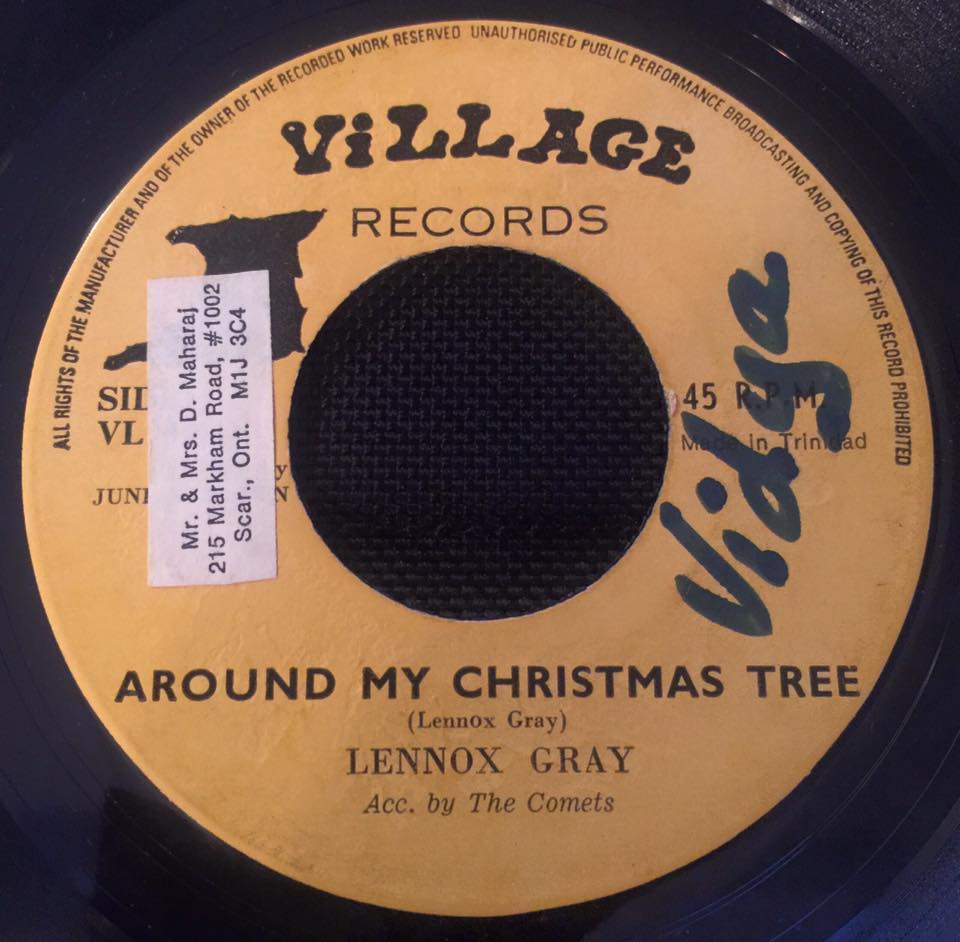 ALL RIGHTS OF THE MANUFACTURER AND OF THE OWNER OF THE RECORDED WORK RESERVED UNAUTHORISED PUBLIC PERFORMANCE BROADCASTING AND COPYING OF THIS RECORD PROHIBITED
ViLLAGE
RECORDS
Mr. & Mrs. D. Maharaj
215 Markham Road, #1002
Scar., Ont. M1J 3C4
VL
45 R.P.M.
Made in Trinidad
Vidya
AROUND MY CHRISTMAS TREE
(Lennox Gray)
LENNOX GRAY
Acc. by The Comets